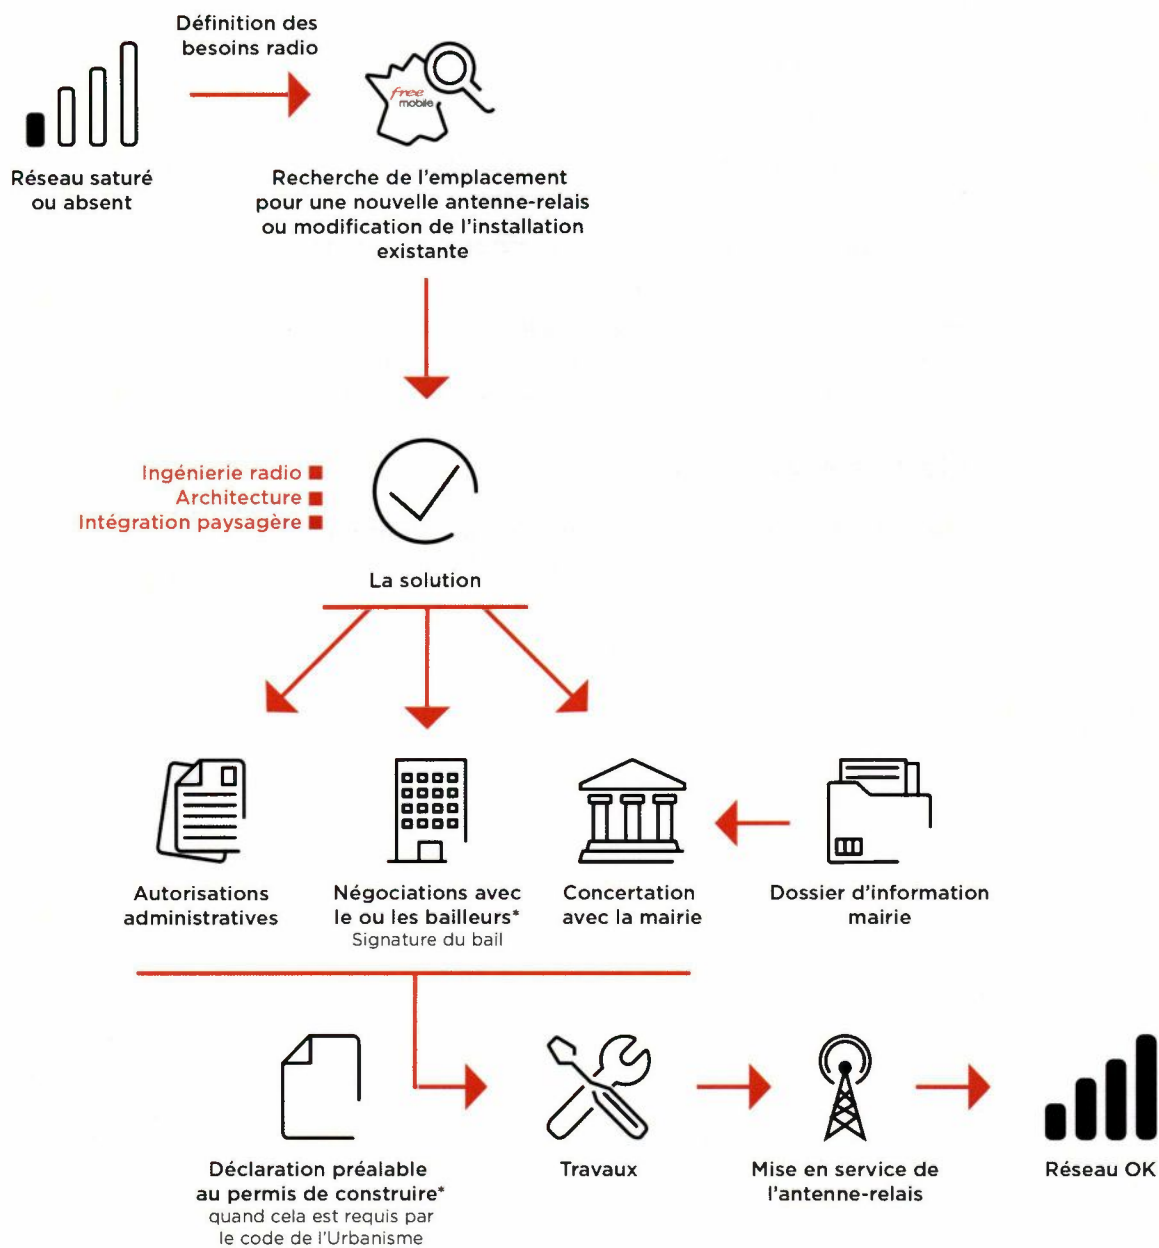 Définition des
besoins radio
free
mobile
Réseau saturé
ou absent
Recherche de l'emplacement
pour une nouvelle antenne-relais
ou modification de l'installation
existante
Ingénierie radio
Architecture
Intégration paysagère
La solution
Autorisations
administratives
Négociations avec
le ou les bailleurs*
Signature du bail
Concertation
avec la mairie
Dossier d'information
mairie
Déclaration préalable
au permis de construire*
quand cela est requis par
le code de l'Urbanisme
Travaux
Mise en service de
l'antenne-relais
Réseau OK